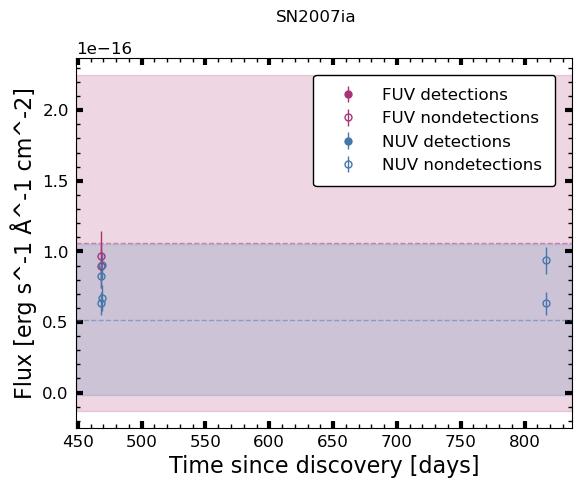 SN2007ia
1e−16
2.0
1.5
1.0
0.5
0.0
Flux [erg s^-1 Å^-1 cm^-2]
FUV detections
FUV nondetections
NUV detections
NUV nondetections
450 500 550 600 650 700 750 800
Time since discovery [days]